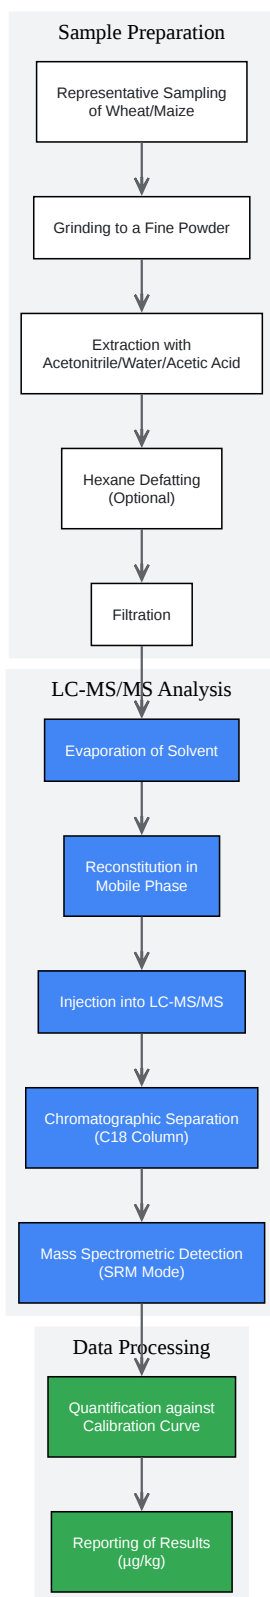 Sample Preparation
Representative Sampling
of Wheat/Maize
Grinding to a Fine Powder
Extraction with
Acetonitrile/Water/Acetic Acid
Hexane Defatting
(Optional)
Filtration
LC-MS/MS Analysis
Evaporation of Solvent
Reconstitution in
Mobile Phase
Injection into LC-MS/MS
Chromatographic Separation
(C18 Column)
Mass Spectrometric Detection
(SRM Mode)
Data Processing
Quantification against
Calibration Curve
Reporting of Results
(µg/kg)